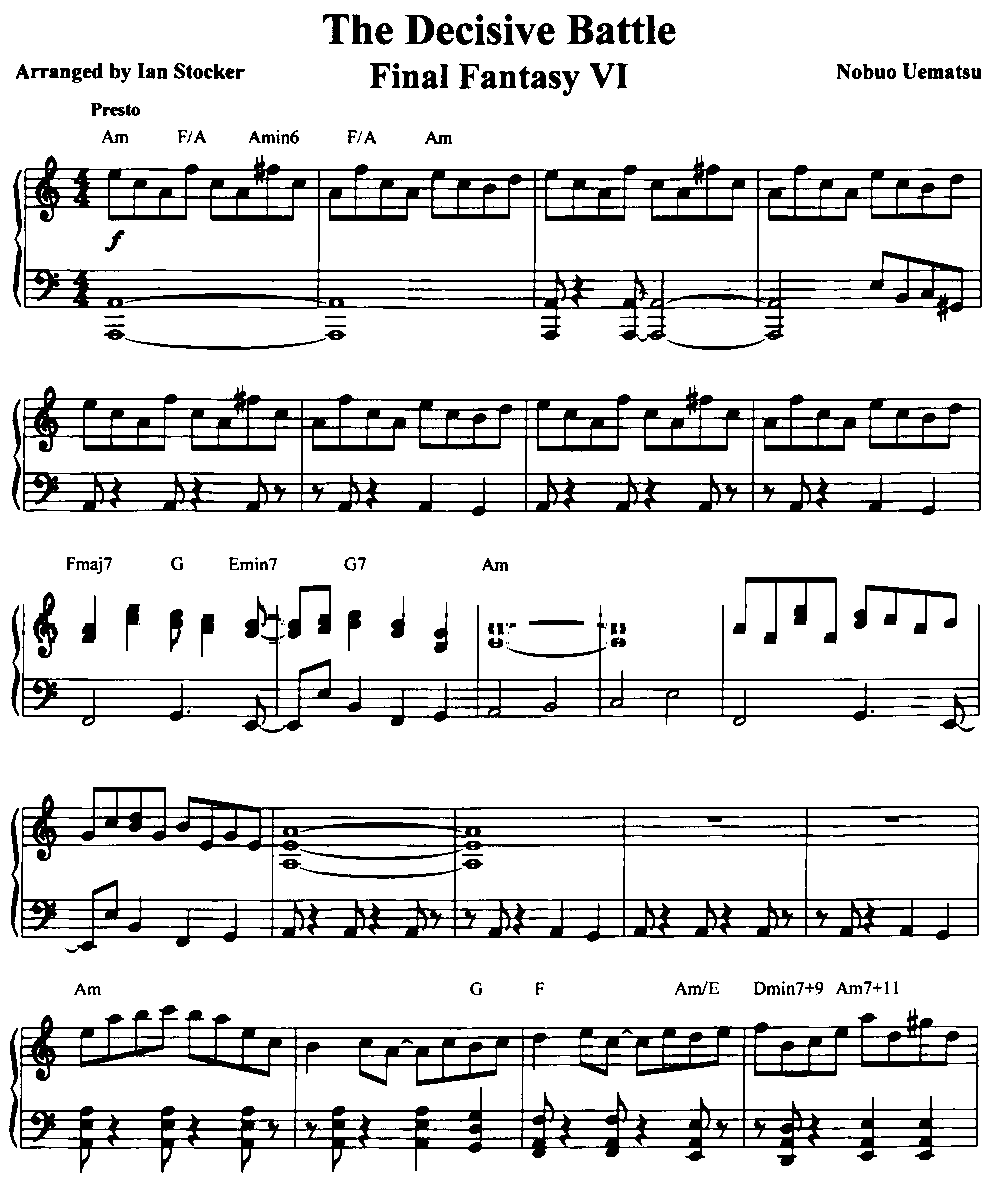 The Decisive Battle
Arranged by Ian Stocker Final Fantasy VI Nobuo Uematsu
Presto
Am F/A Amin6 F/A Am
f
Fmaj7 G Emin7 G7 Am
Am G F Am/E Dmin7+9 Am7+11